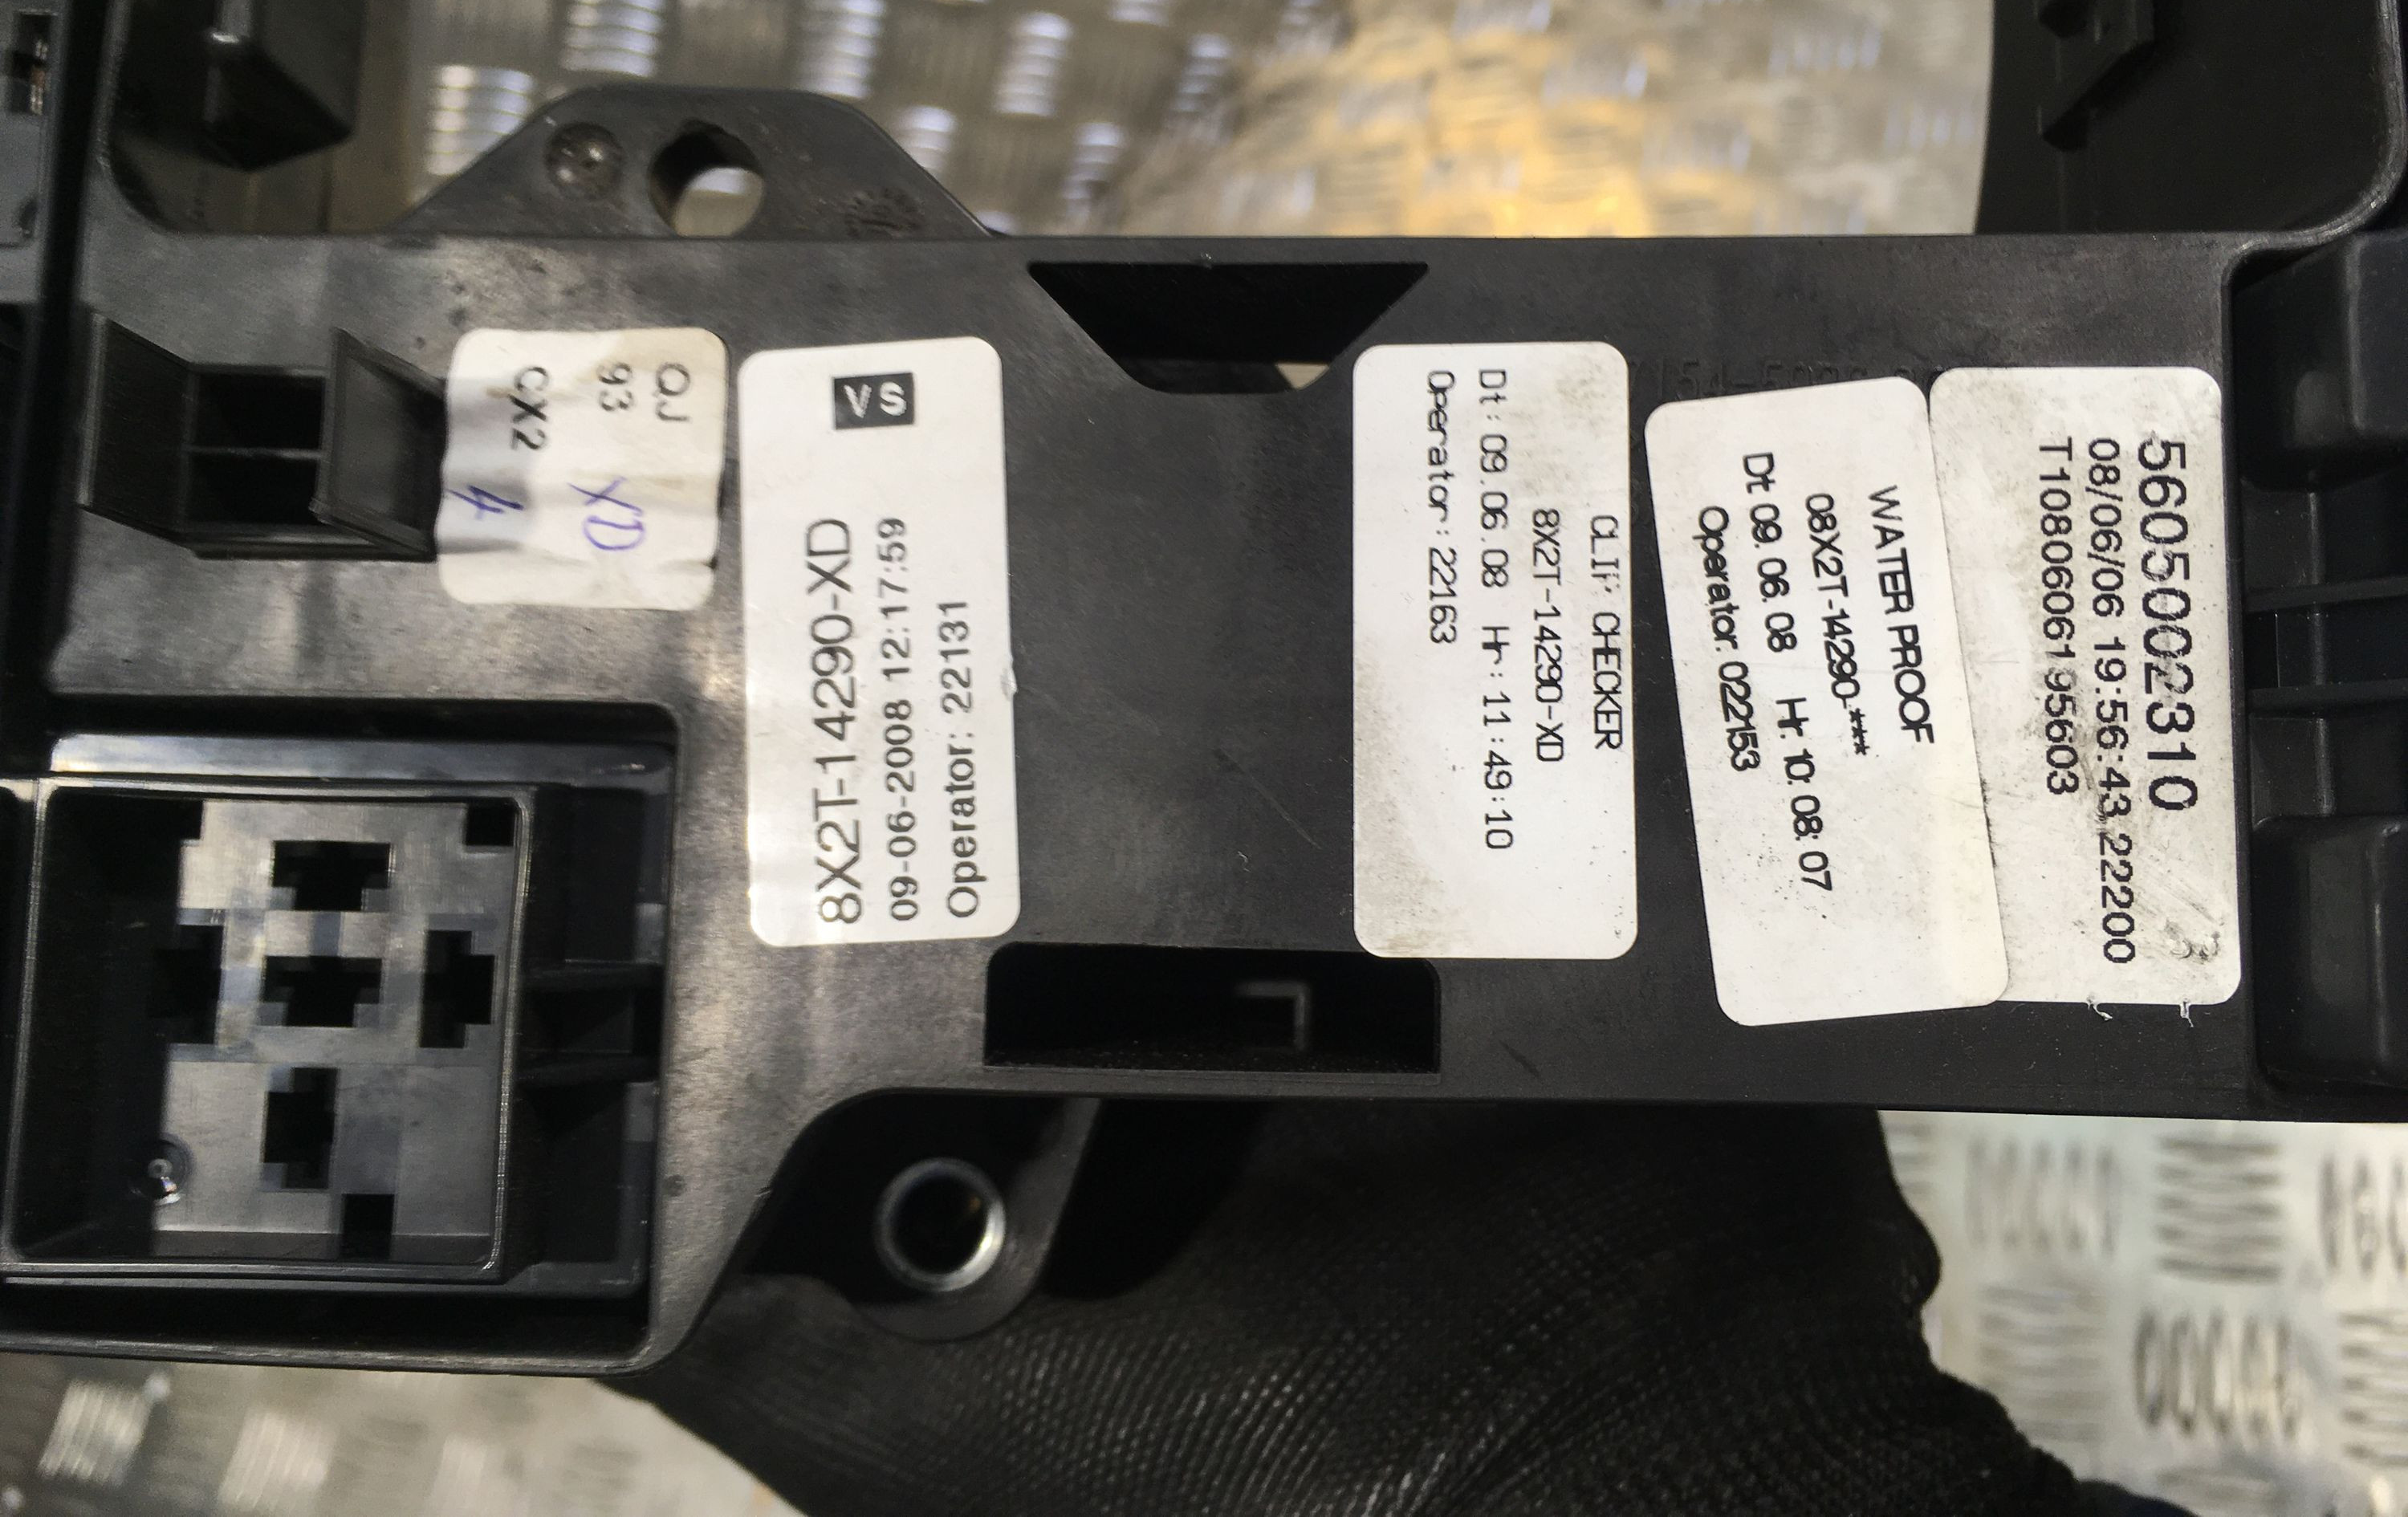 QJ
93 XD
CX2 4
VS
8X2T-14290-XD
09-06-2008 12:17:59
Operator: 22131
CLIP CHECKER
8X2T-14290-XD
Dt: 09.06.08 Hr: 11:49:10
Operator: 22163
WATER PROOF
08X2T-14290-***
Dt 09.06.08 Hr. 10:08:07
Operator. 022153
5605002310
08/06/06 19:56:43 22200
T1080606195603